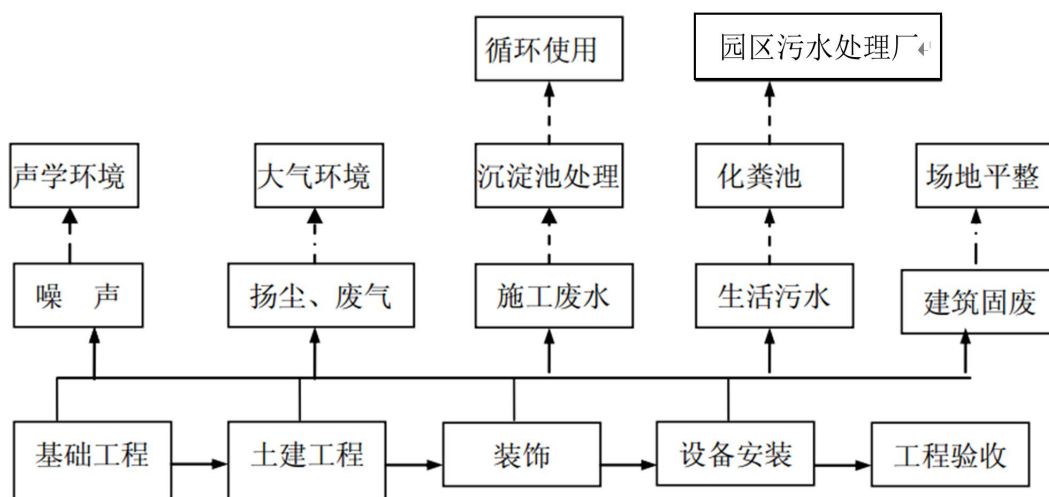 循环使用
园区污水处理厂
声学环境
大气环境
沉淀池处理
化粪池
场地平整
噪 声
扬尘、废气
施工废水
生活污水
建筑固废
基础工程
土建工程
装饰
设备安装
工程验收